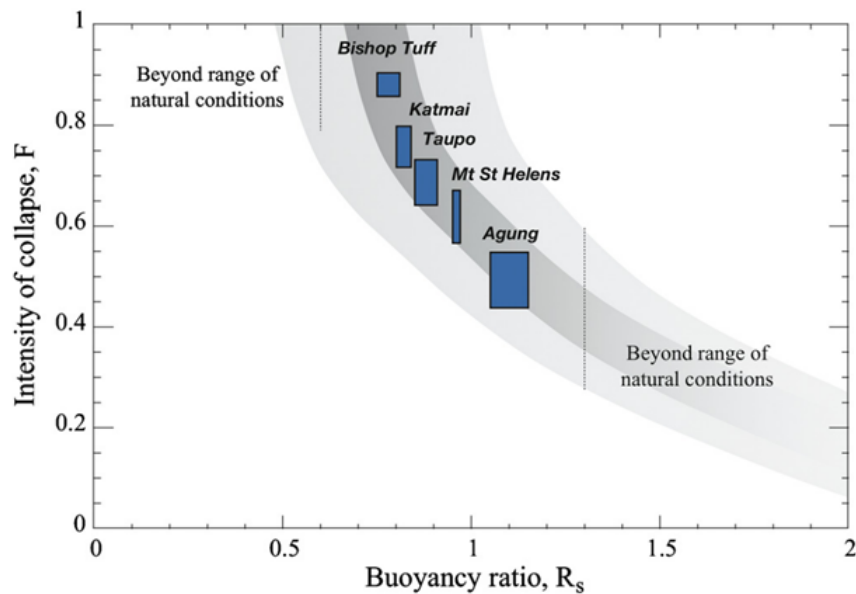 1
Bishop Tuff
Beyond range of
natural conditions
Katmai
0.8
Taupo
Mt St Helens
0.6
Agung
Intensity of collapse, F
0.4
Beyond range of
natural conditions
0.2
0
0
0.5
1
1.5
2
Buoyancy ratio, Rs